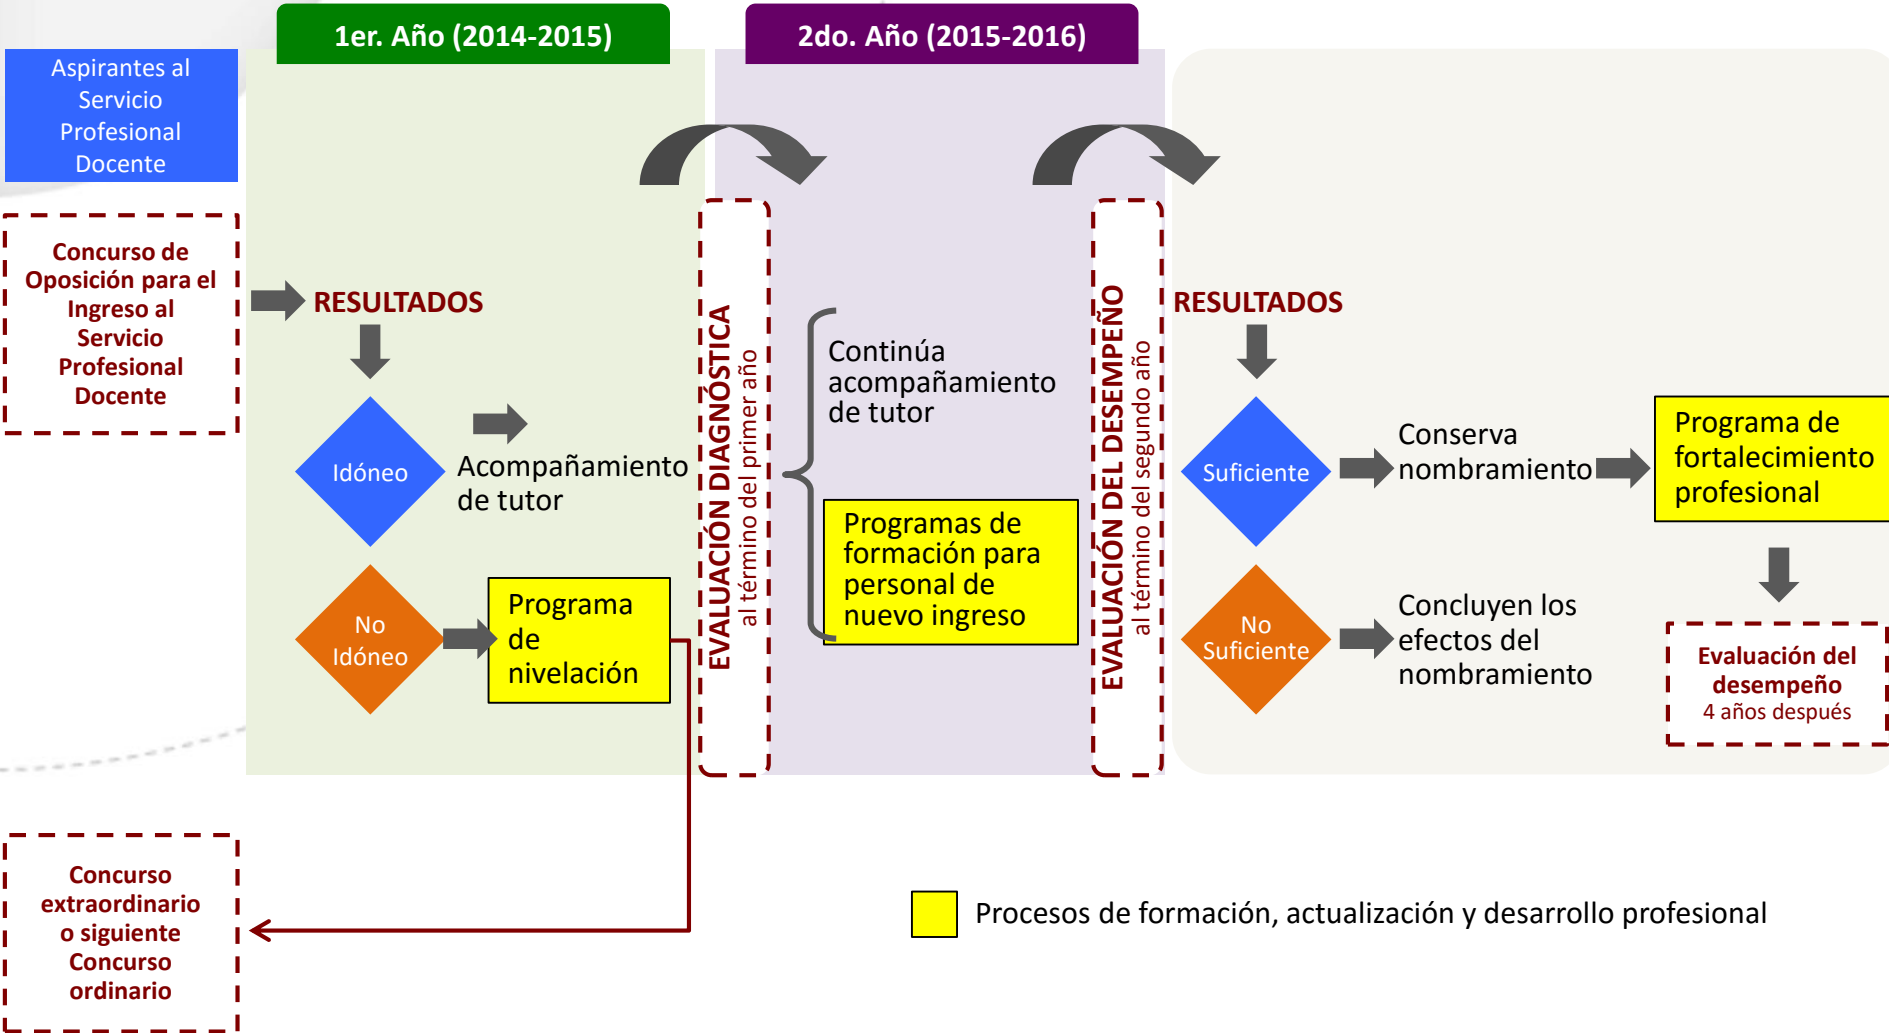 1er. Año (2014-2015)
2do. Año (2015-2016)
Aspirantes al
Servicio
Profesional
Docente
Concurso de
Oposición para el
Ingreso al
Servicio
Profesional
Docente
RESULTADOS
Idóneo
Acompañamiento
de tutor
No
Idóneo
Programa
de
nivelación
EVALUACIÓN DIAGNÓSTICA
al término del primer año
Continúa
acompañamiento
de tutor
Programas de
formación para
personal de
nuevo ingreso
EVALUACIÓN DEL DESEMPEÑO
al término del segundo año
RESULTADOS
Suficiente
Conserva
nombramiento
Programa de
fortalecimiento
profesional
No
Suficiente
Concluyen los
efectos del
nombramiento
Evaluación del
desempeño
4 años después
Concurso
extraordinario
o siguiente
Concurso
ordinario
Procesos de formación, actualización y desarrollo profesional